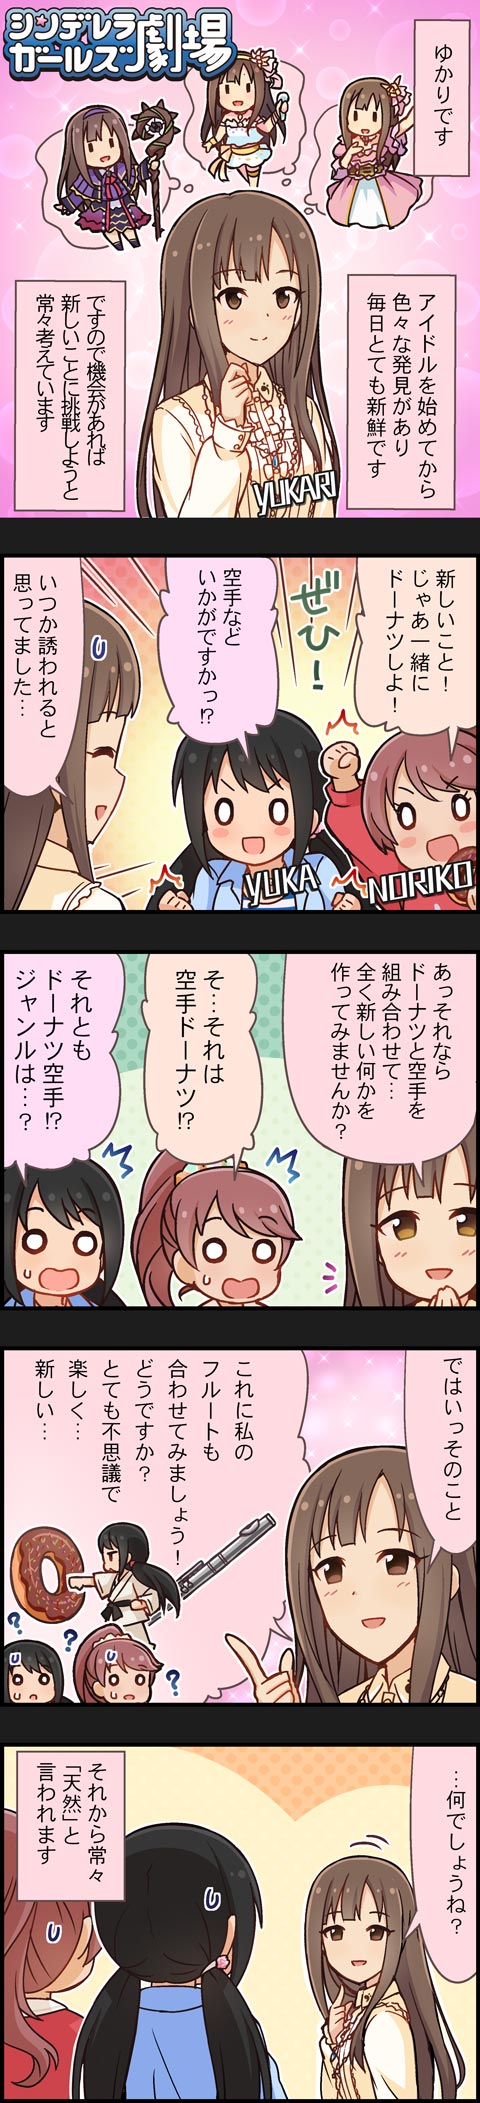 シンデレラ
ガールズ劇場
ゆかりです
アイドルを始めてから
色々な発見があり
毎日とても新鮮です
ですので機会があれば
新しいことに挑戦しようと
常々考えています
YUKARI
新しいこと！
じゃあ一緒に
ドーナツしよ！
ぜひ！
空手など
いかがですかっ!?
いつか誘われると
思ってました…
YUKA
NORIKO
あっそれなら
ドーナツと空手を
組み合わせて…
全く新しい何かを
作ってみませんか？
そ…それは
空手ドーナツ!?
それとも
ドーナツ空手!?
ジャンルは…？
ではいっそのこと
これに私の
フルートも
合わせてみましょう！
どうですか？
とても不思議で
楽しく…
新しい…
?
?
?
…何でしょうね？
それから常々
「天然」と
言われます